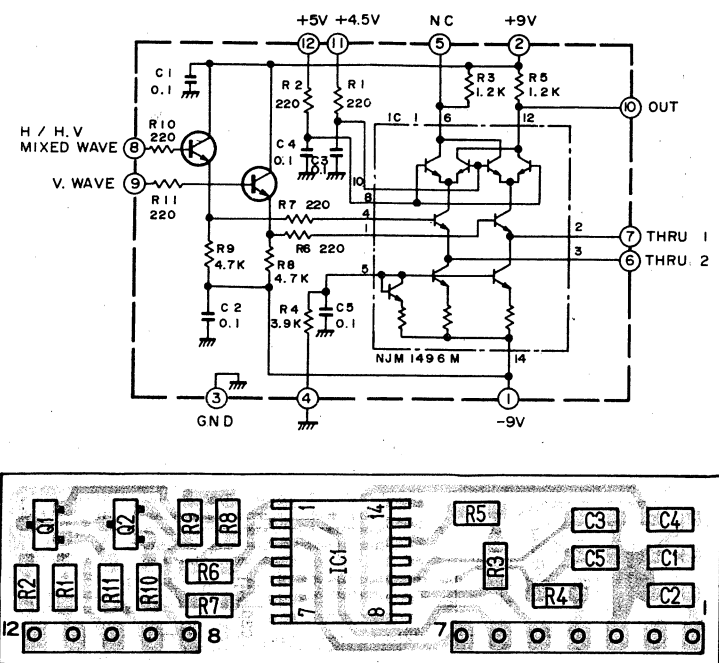 +5V +4.5V NC +9V
12 11 5 2
C1 0.1
R2 220
R1 220
R3 1.2K
R5 1.2K
10 OUT
IC 1 6 12
H / H.V
MIXED WAVE 8
R10 220
C4 0.1
C3 0.1
V. WAVE 9
R11 220
10
8
R7 220 4
1
R6 220
2 7 THRU 1
3 6 THRU 2
R9 4.7K
R8 4.7K
5
C2 0.1
R4 3.9K
C5 0.1
NJM 1496M 14
3 4 1
GND -9V
Q1 Q2 R9 R8 1 14 R5 C3 C4
IC1
R6 R3 C5 C1
R2 R1 R11 R10 R7 7 8 R4 C2
12 8 7 1